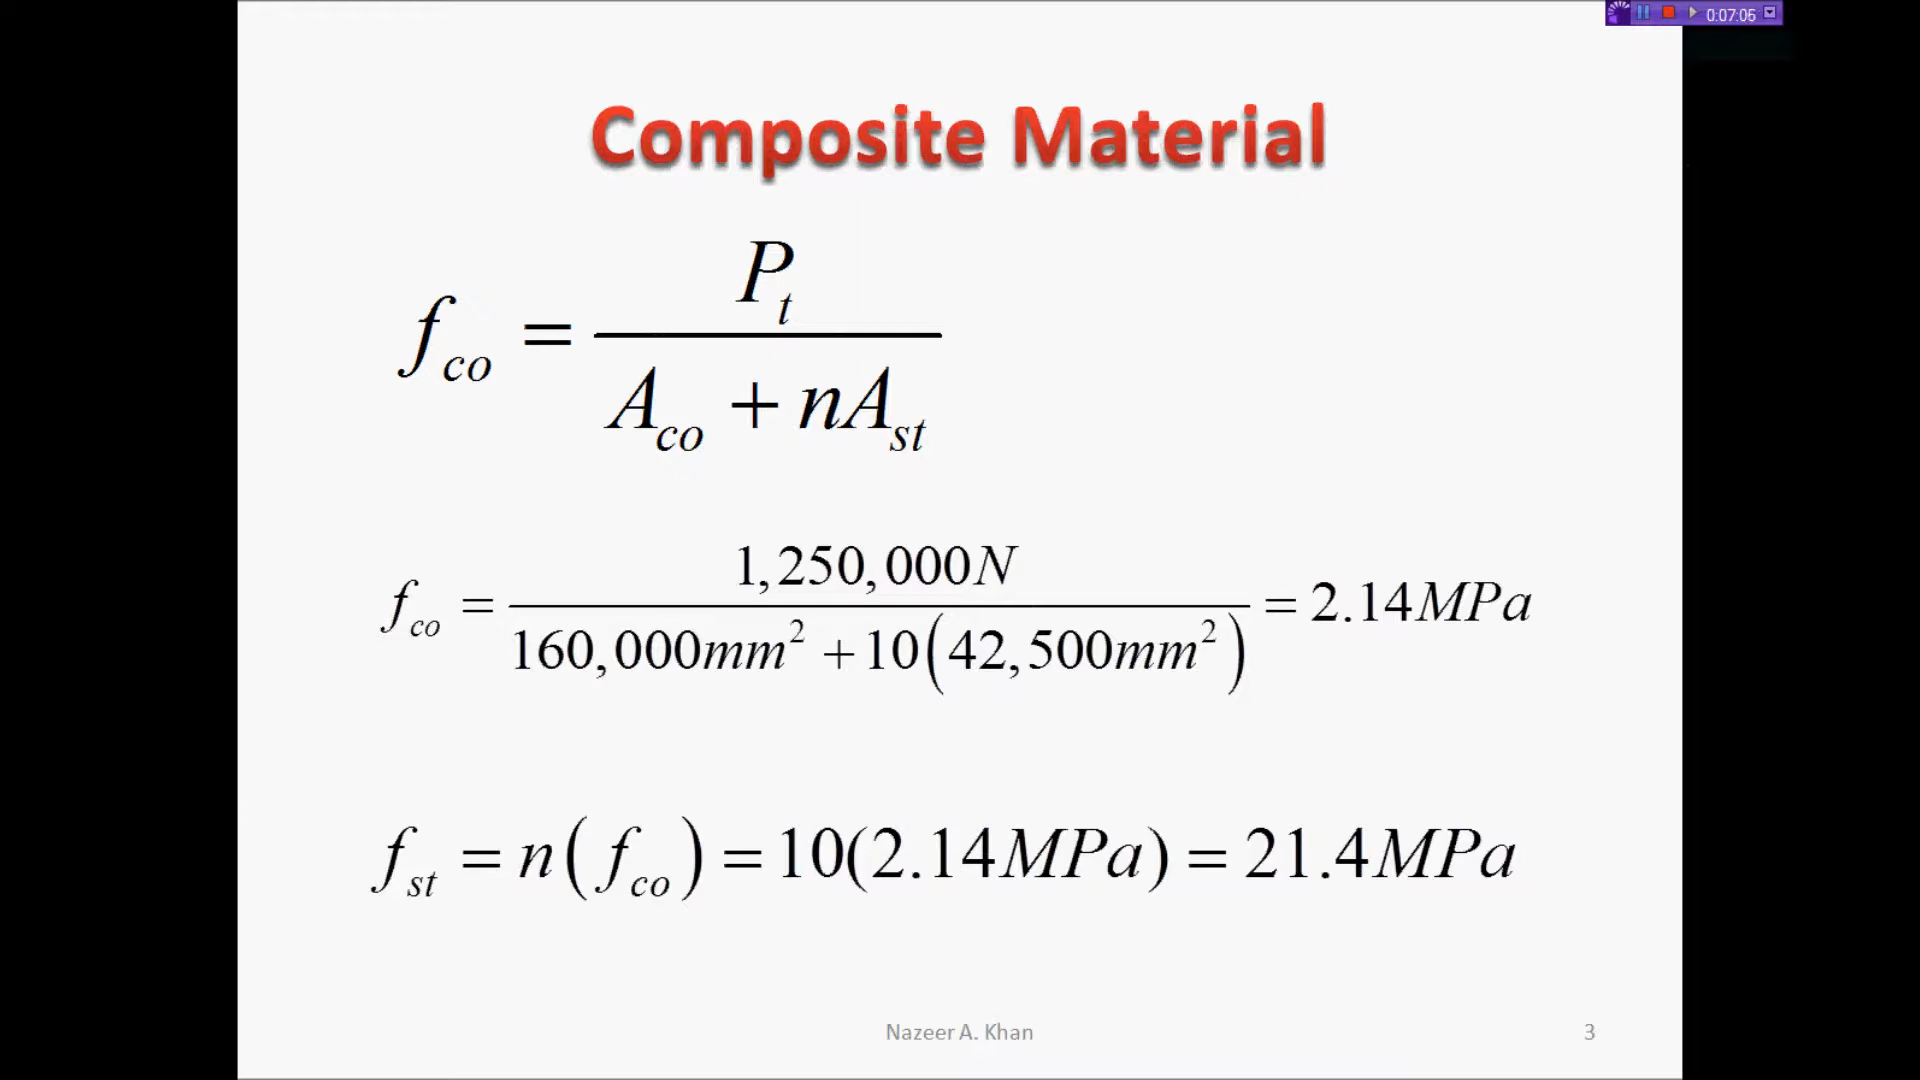 0:07:06
Composite Material
f_co = P_t / (A_co + nA_st)
f_co = 1,250,000N / (160,000mm² + 10(42,500mm²)) = 2.14MPa
f_st = n(f_co) = 10(2.14MPa) = 21.4MPa
Nazeer A. Khan
3